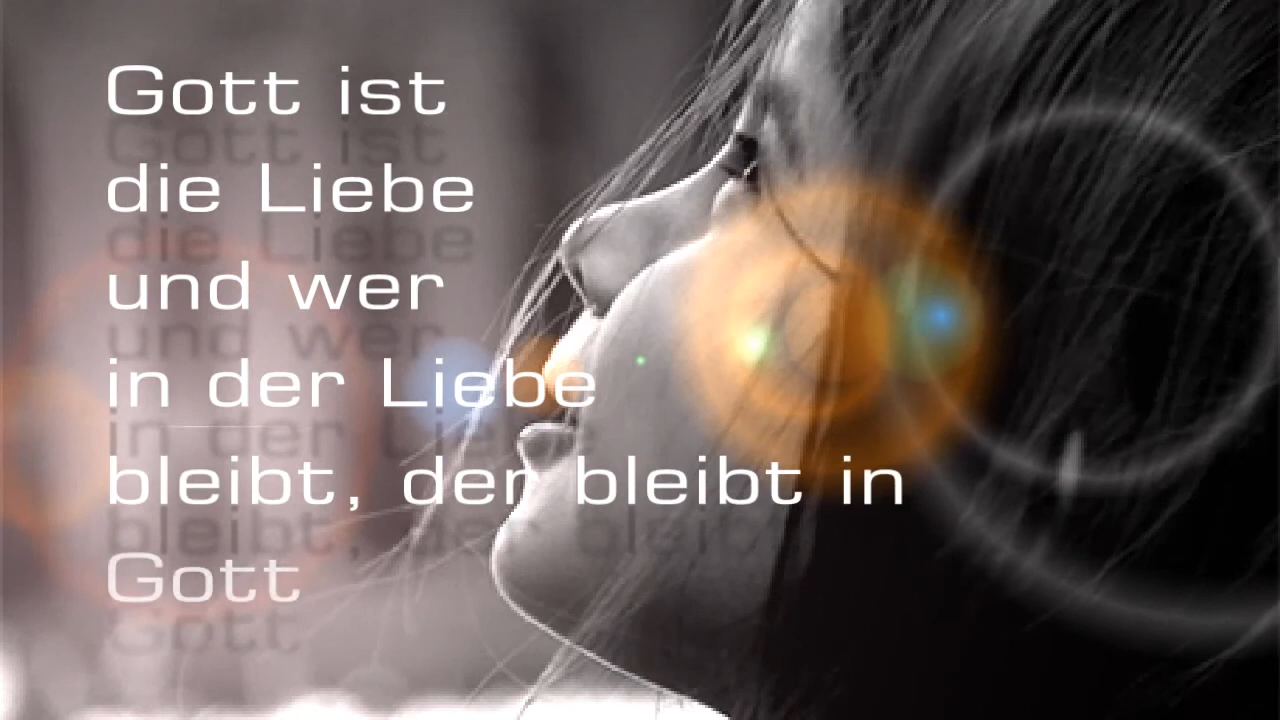 Gott ist
die Liebe
und wer
in der Liebe
bleibt, der bleibt in
Gott